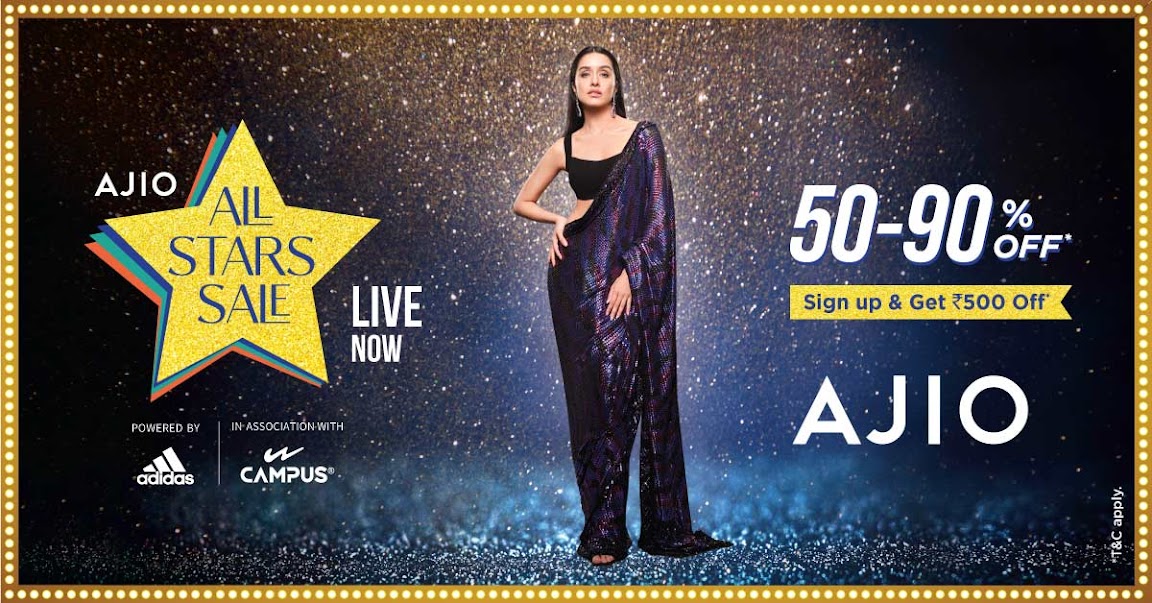 AJIO
ALL
STARS
SALE
LIVE
NOW
POWERED BY
adidas
IN ASSOCIATION WITH
CAMPUS®
50-90% OFF*
Sign up & Get ₹500 Off*
AJIO
*T&C apply.